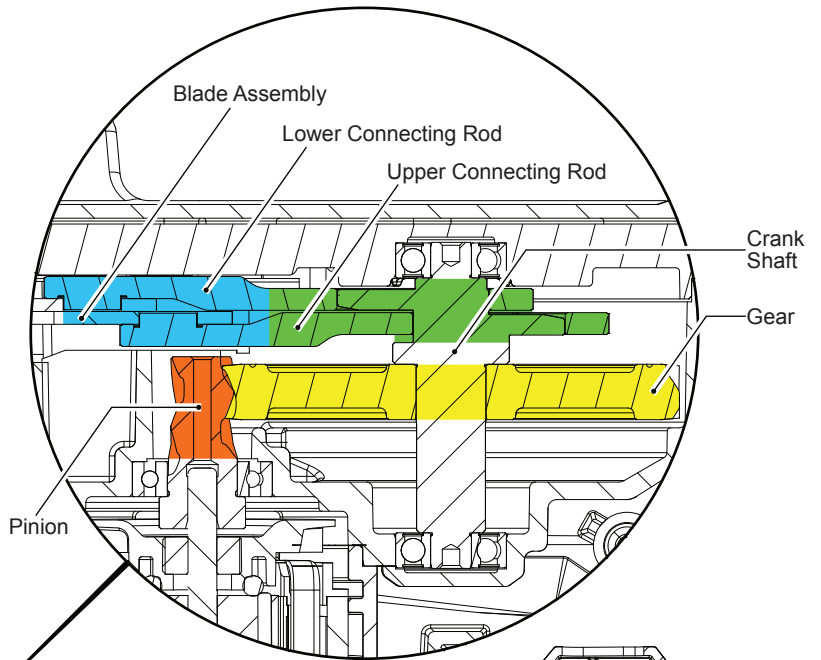 Blade Assembly
Lower Connecting Rod
Upper Connecting Rod
Crank
Shaft
Gear
Pinion